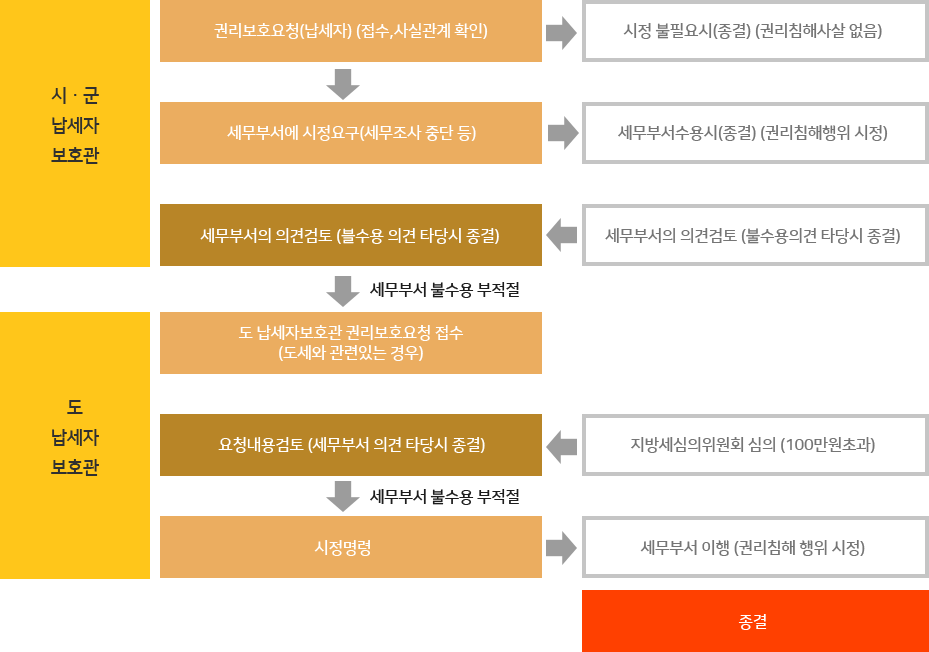 시 · 군
납세자
보호관
권리보호요청(납세자) (접수,사실관계 확인)
시정 불필요시(종결) (권리침해사살 없음)
세무부서에 시정요구(세무조사 중단 등)
세무부서수용시(종결) (권리침해행위 시정)
세무부서의 의견검토 (블수용 의견 타당시 종결)
세무부서의 의견검토 (불수용의견 타당시 종결)
세무부서 불수용 부적절
도
납세자
보호관
도 납세자보호관 권리보호요청 접수
(도세와 관련있는 경우)
요청내용검토 (세무부서 의견 타당시 종결)
지방세심의위원회 심의 (100만원초과)
세무부서 불수용 부적절
시정명령
세무부서 이행 (권리침해 행위 시정)
종결